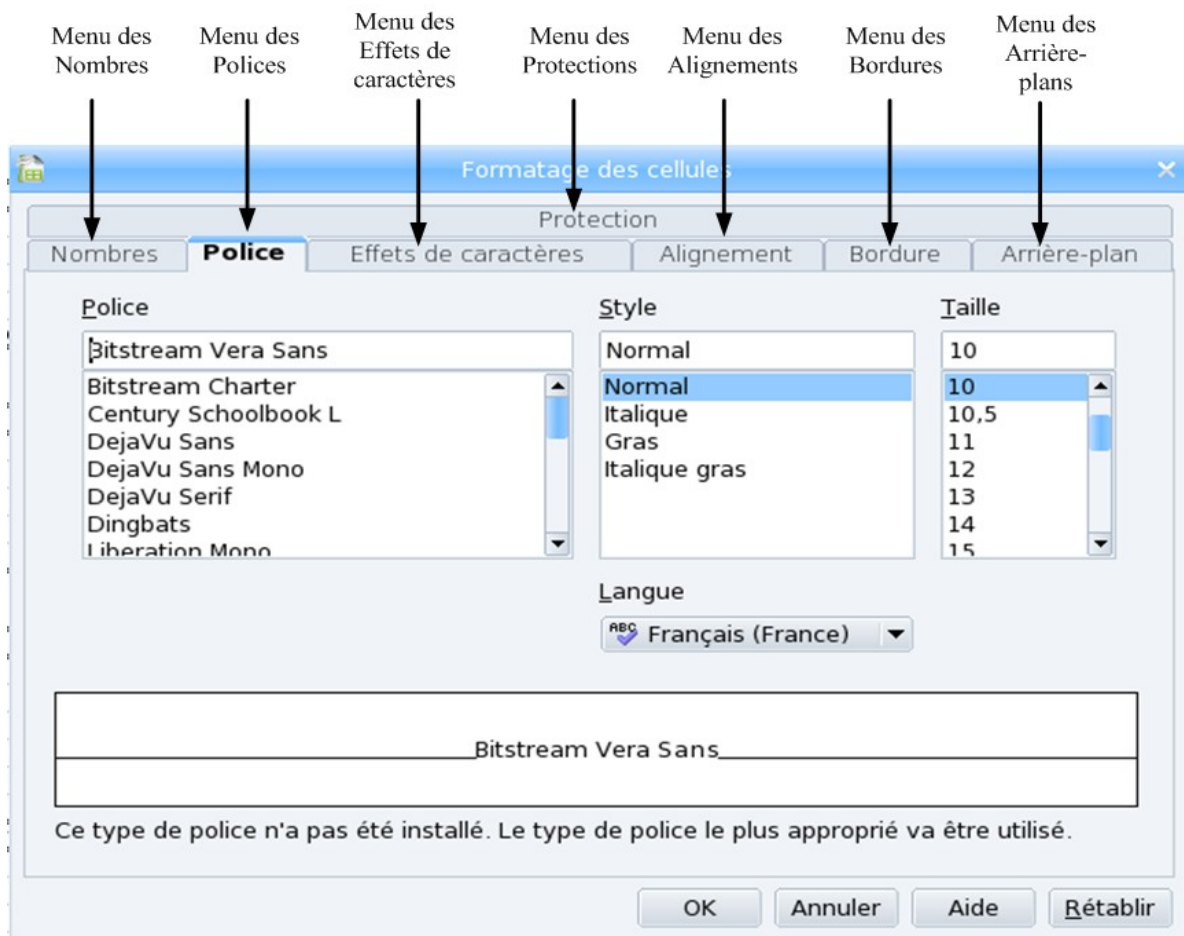 Menu des Nombres
Menu des Polices
Menu des Effets de caractères
Menu des Protections
Menu des Alignements
Menu des Bordures
Menu des Arrière-plans
Formatage des cellules
Protection
Nombres
Police
Effets de caractères
Alignement
Bordure
Arrière-plan
Police
Bitstream Vera Sans
Bitstream Charter
Century Schoolbook L
DejaVu Sans
DejaVu Sans Mono
DejaVu Serif
Dingbats
Liberation Mono
Style
Normal
Normal
Italique
Gras
Italique gras
Taille
10
10
10,5
11
12
13
14
15
Langue
ABC Français (France)
Bitstream Vera Sans
Ce type de police n'a pas été installé. Le type de police le plus approprié va être utilisé.
OK
Annuler
Aide
Rétablir